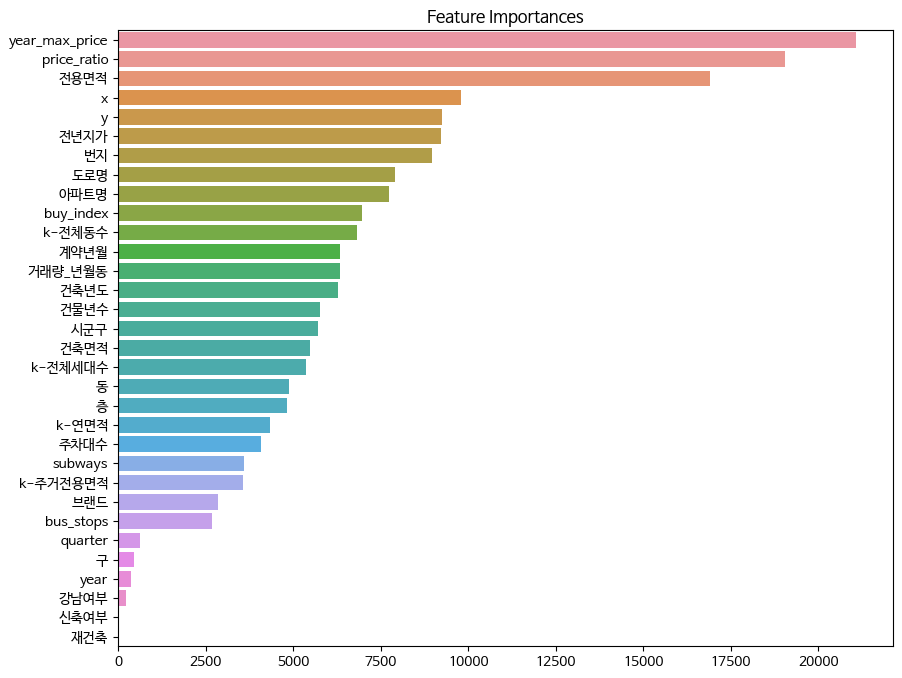 Feature Importances
year_max_price
price_ratio
전용면적
x
y
전년지가
번지
도로명
아파트명
buy_index
k-전체동수
계약년월
거래량_년월동
건축년도
건물년수
시군구
건축면적
k-전체세대수
동
층
k-연면적
주차대수
subways
k-주거전용면적
브랜드
bus_stops
quarter
구
year
강남여부
신축여부
재건축
0 2500 5000 7500 10000 12500 15000 17500 20000